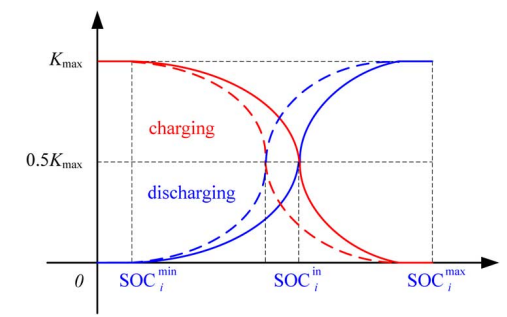 K_max
charging
0.5K_max
discharging
0
SOC_i^min
SOC_i^in
SOC_i^max